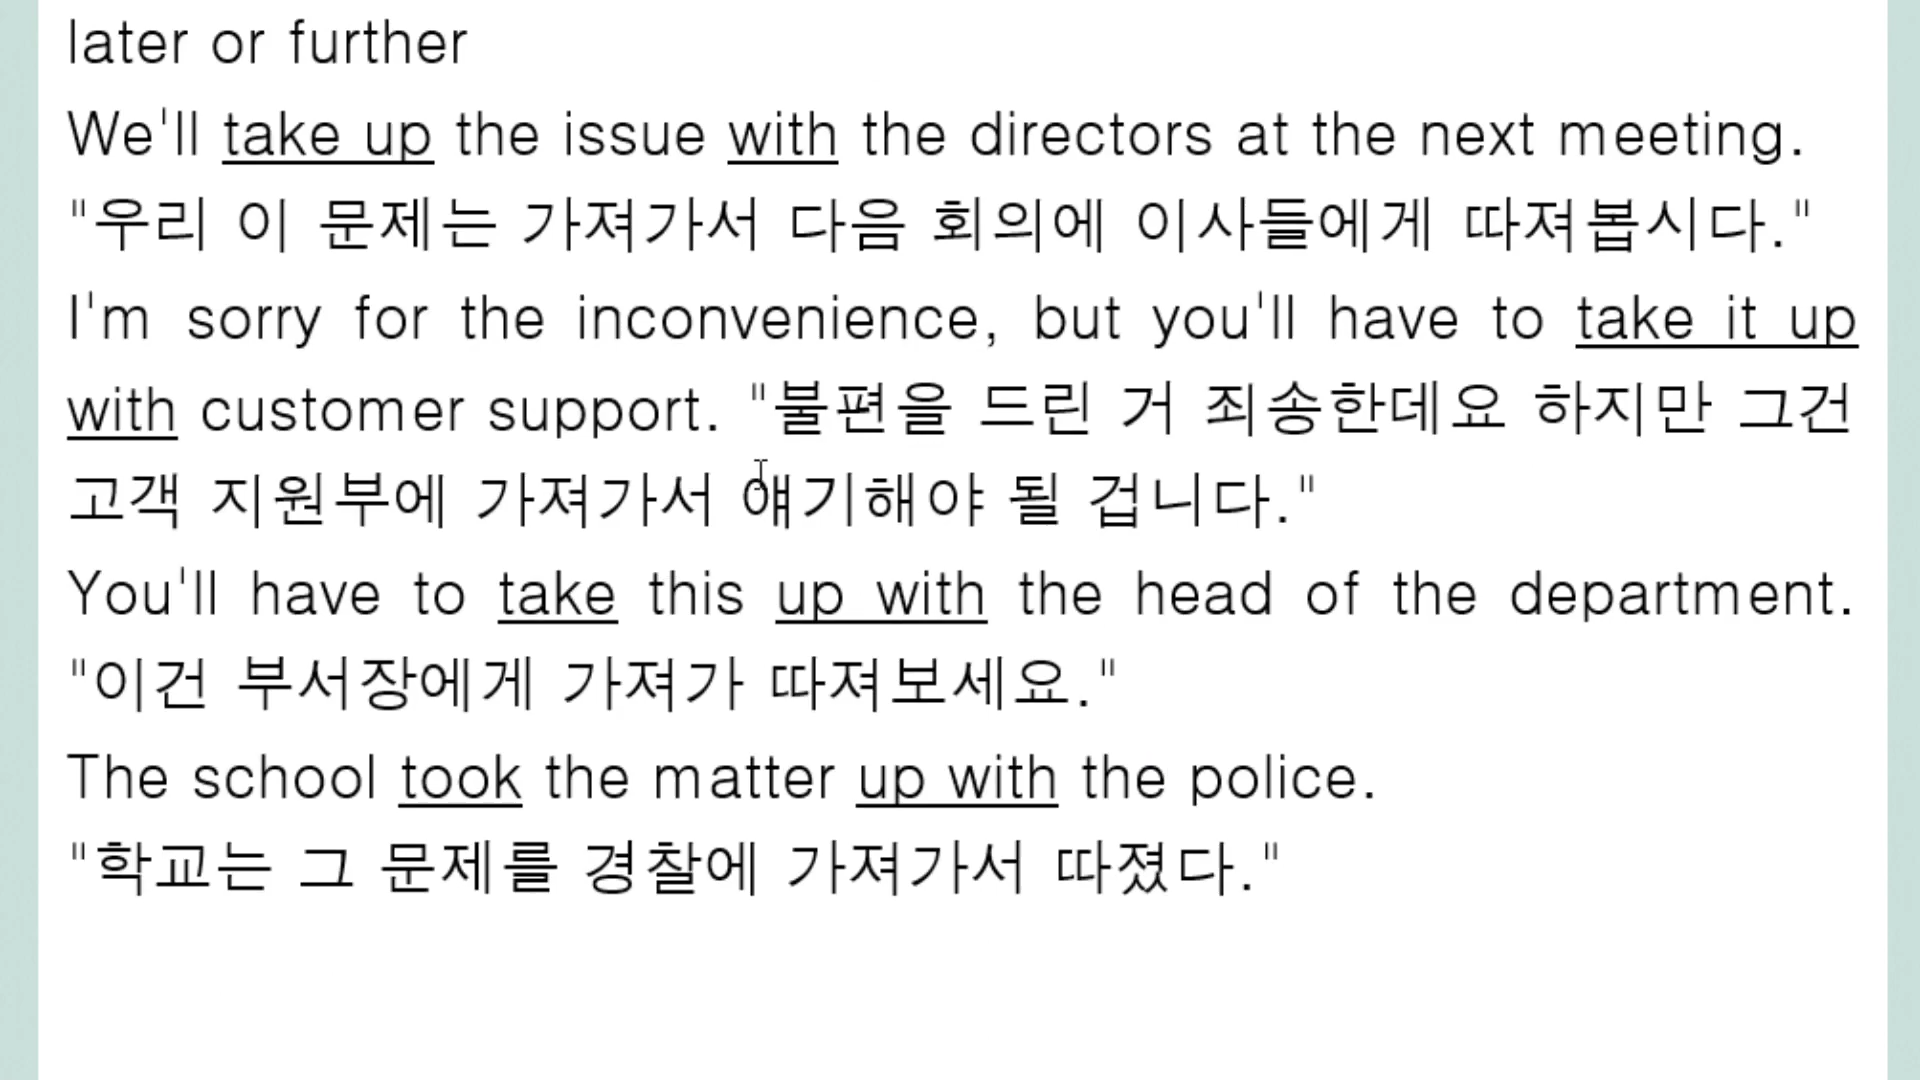 later or further
We'll take up the issue with the directors at the next meeting.
"우리 이 문제는 가져가서 다음 회의에 이사들에게 따져봅시다."
I'm sorry for the inconvenience, but you'll have to take it up
with customer support. "불편을 드린 거 죄송한데요 하지만 그건
고객 지원부에 가져가서 얘기해야 될 겁니다."
You'll have to take this up with the head of the department.
"이건 부서장에게 가져가 따져보세요."
The school took the matter up with the police.
"학교는 그 문제를 경찰에 가져가서 따졌다."